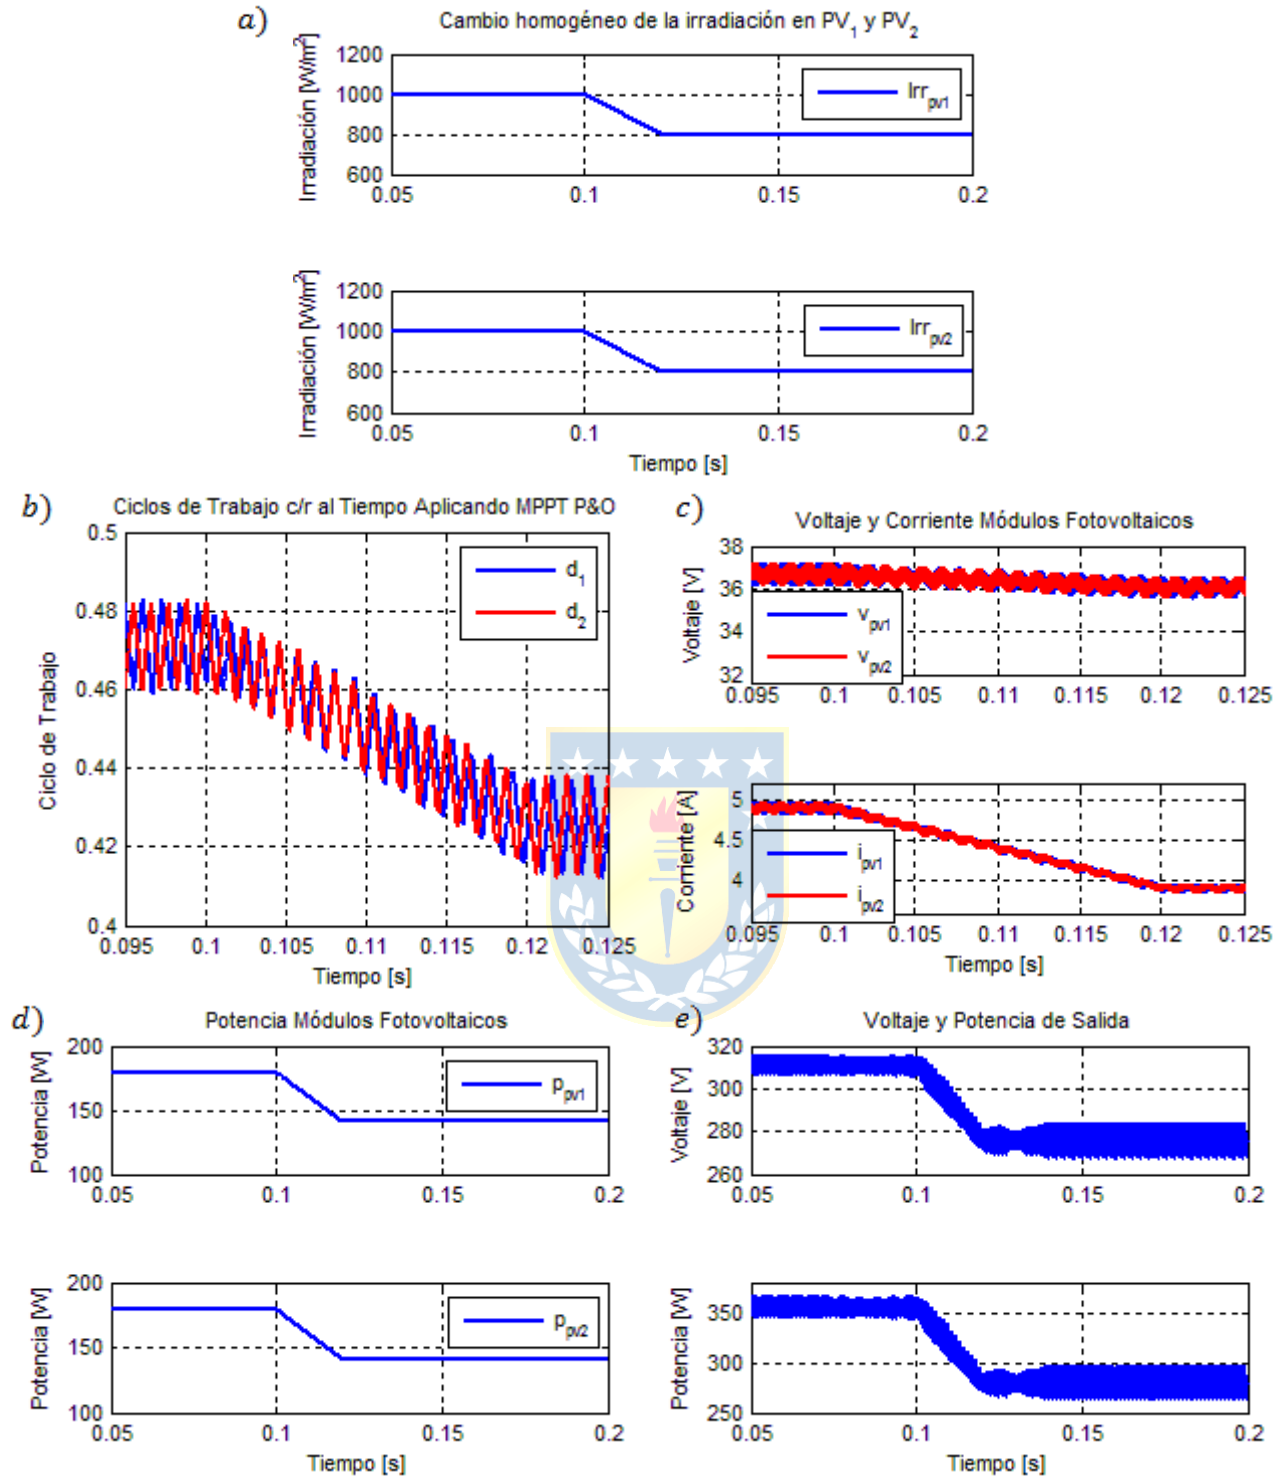 a)
Cambio homogéneo de la irradiación en PV1 y PV2
Irradiación [W/m2]
1200
1000
800
600
Irrpv1
0.05 0.1 0.15 0.2
Irradiación [W/m2]
1200
1000
800
600
Irrpv2
0.05 0.1 0.15 0.2
Tiempo [s]
b)
Ciclos de Trabajo c/r al Tiempo Aplicando MPPT P&O
Ciclo de Trabajo
0.5
0.48
0.46
0.44
0.42
0.4
d1
d2
0.095 0.1 0.105 0.11 0.115 0.12 0.125
Tiempo [s]
c)
Voltaje y Corriente Módulos Fotovoltaicos
Voltaje [V]
38
36
34
32
vpv1
vpv2
0.095 0.1 0.105 0.11 0.115 0.12 0.125
Corriente [A]
5
4.5
4
ipv1
ipv2
0.095 0.1 0.105 0.11 0.115 0.12 0.125
Tiempo [s]
d)
Potencia Módulos Fotovoltaicos
Potencia [W]
200
150
100
ppv1
0.05 0.1 0.15 0.2
Potencia [W]
200
150
100
ppv2
0.05 0.1 0.15 0.2
Tiempo [s]
e)
Voltaje y Potencia de Salida
Voltaje [V]
320
300
280
260
0.05 0.1 0.15 0.2
Potencia [W]
350
300
250
0.05 0.1 0.15 0.2
Tiempo [s]